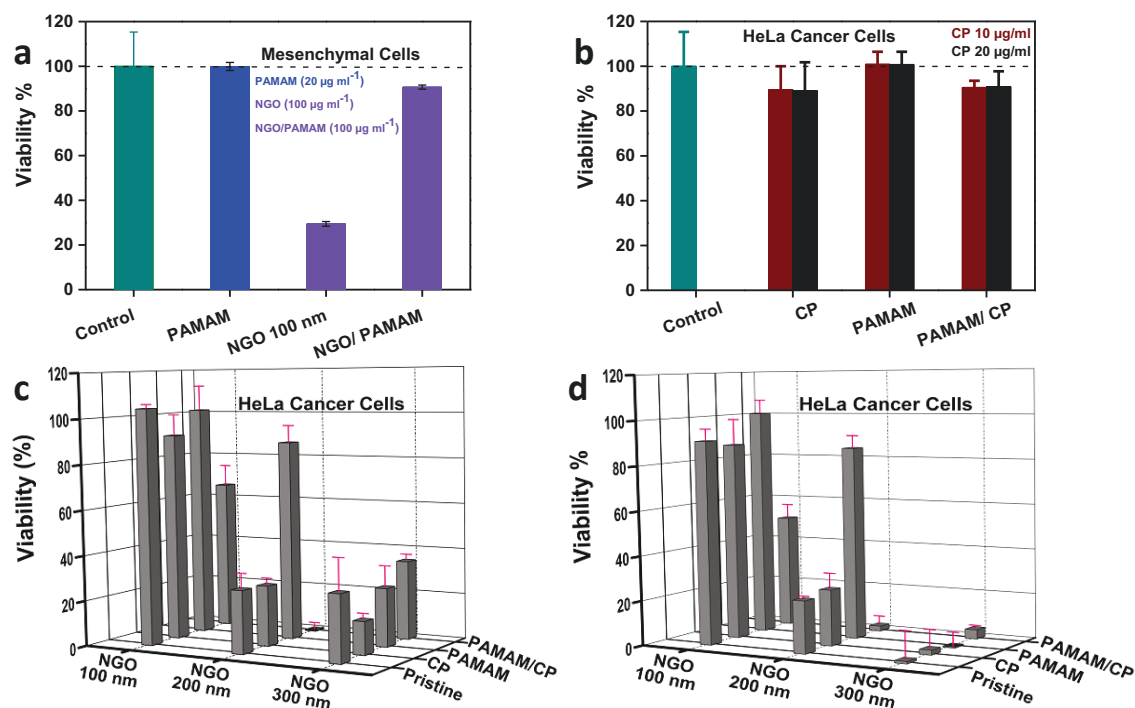 a
Viability %
120
100
80
60
40
20
0
Mesenchymal Cells
PAMAM (20 µg ml-1)
NGO (100 µg ml-1)
NGO/PAMAM (100 µg ml-1)
Control
PAMAM
NGO 100 nm
NGO/ PAMAM
b
Viability %
120
100
80
60
40
20
0
HeLa Cancer Cells
CP 10 µg/ml
CP 20 µg/ml
Control
CP
PAMAM
PAMAM/ CP
c
Viability (%)
120
100
80
60
40
20
0
HeLa Cancer Cells
NGO
100 nm
NGO
200 nm
NGO
300 nm
Pristine
CP
PAMAM
PAMAM/CP
d
Viability %
120
100
80
60
40
20
0
HeLa Cancer Cells
NGO
100 nm
NGO
200 nm
NGO
300 nm
Pristine
CP
PAMAM
PAMAM/CP